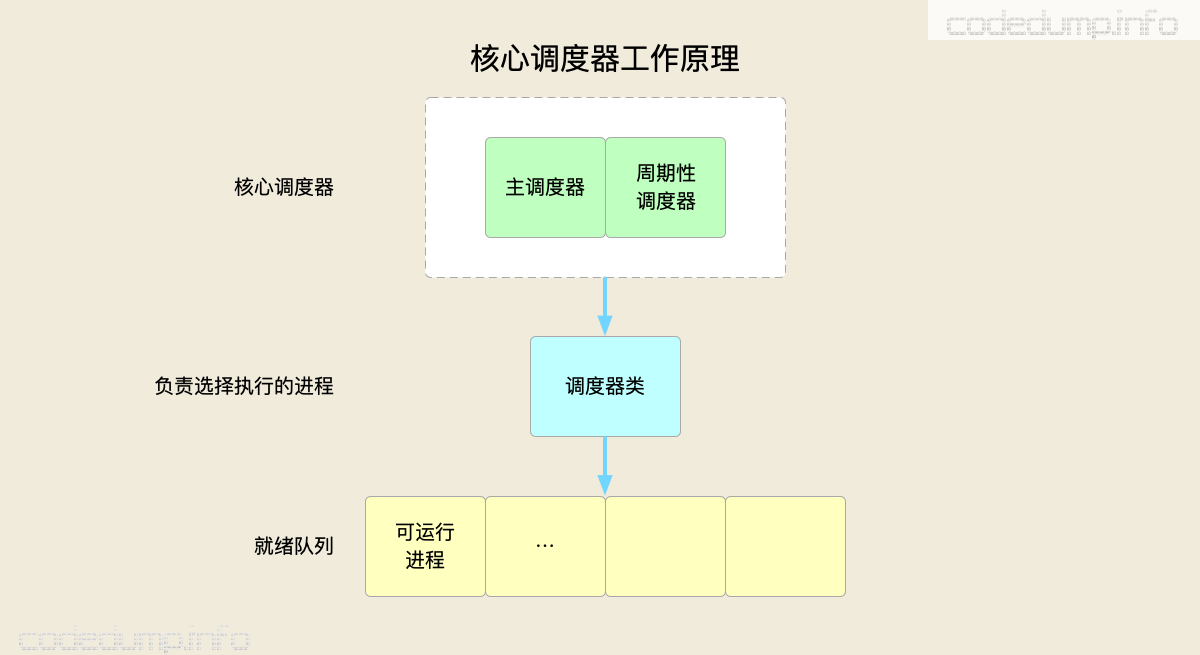 codedump info
核心调度器工作原理
核心调度器
主调度器
周期性
调度器
负责选择执行的进程
调度器类
就绪队列
可运行
进程
...
codedump info